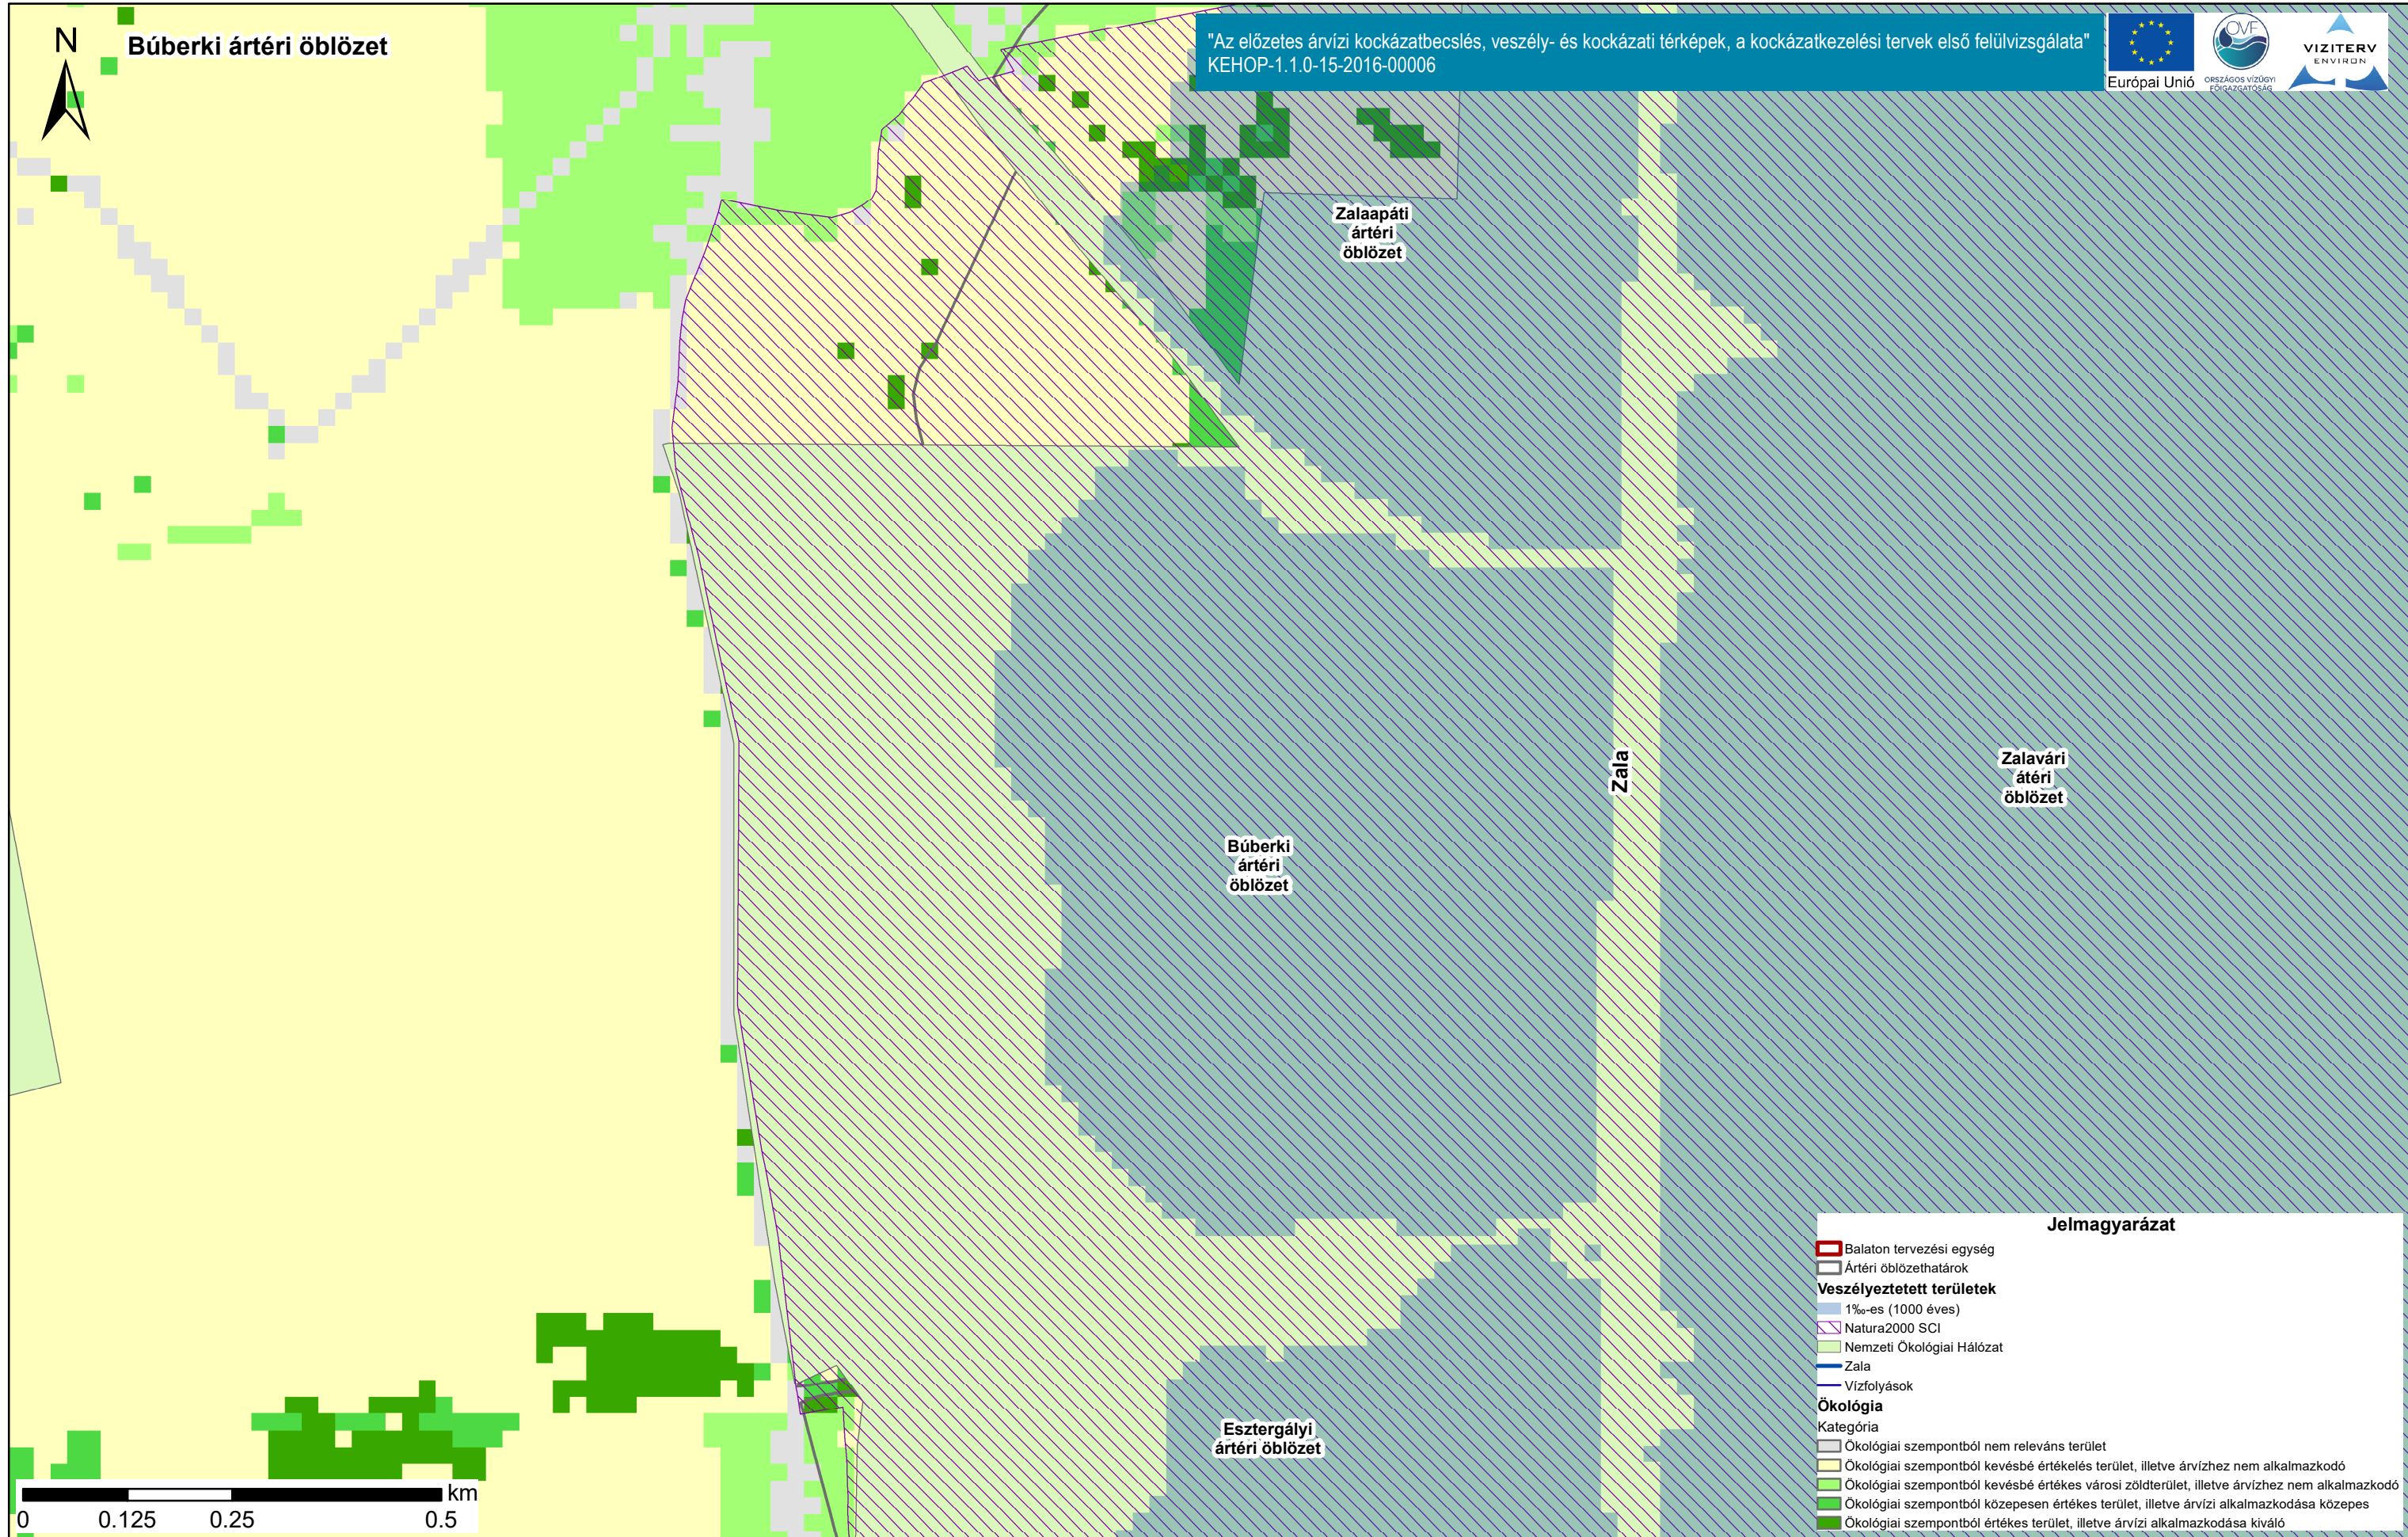 N
Búberki ártéri öblözet
"Az előzetes árvízi kockázatbecslés, veszély- és kockázati térképek, a kockázatkezelési tervek első felülvizsgálata"
KEHOP-1.1.0-15-2016-00006
Európai Unió
OVF
ORSZÁGOS VÍZÜGYI
FŐIGAZGATÓSÁG
VIZITERV
ENVIRON
Zalaapáti
ártéri
öblözet
Zala
Zalavári
átéri
öblözet
Búberki
ártéri
öblözet
Esztergályi
ártéri öblözet
km
0 0.125 0.25 0.5
Jelmagyarázat
Balaton tervezési egység
Ártéri öblözethatárok
Veszélyeztetett területek
1‰-es (1000 éves)
Natura2000 SCI
Nemzeti Ökológiai Hálózat
Zala
Vízfolyások
Ökológia
Kategória
Ökológiai szempontból nem releváns terület
Ökológiai szempontból kevésbé értékelés terület, illetve árvízhez nem alkalmazkodó
Ökológiai szempontból kevésbé értékes városi zöldterület, illetve árvízhez nem alkalmazkodó
Ökológiai szempontból közepesen értékes terület, illetve árvízi alkalmazkodása közepes
Ökológiai szempontból értékes terület, illetve árvízi alkalmazkodása kiváló